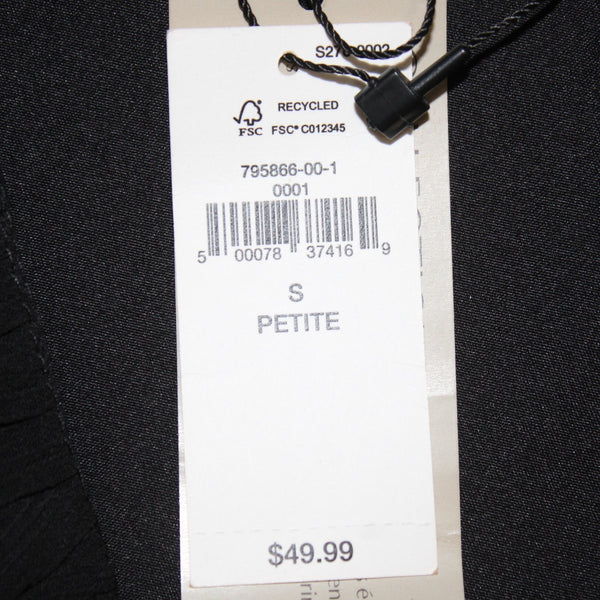 RECYCLED
FSC
FSC® C012345
795866-00-1
0001
5 00078 37416 9
S
PETITE
$49.99